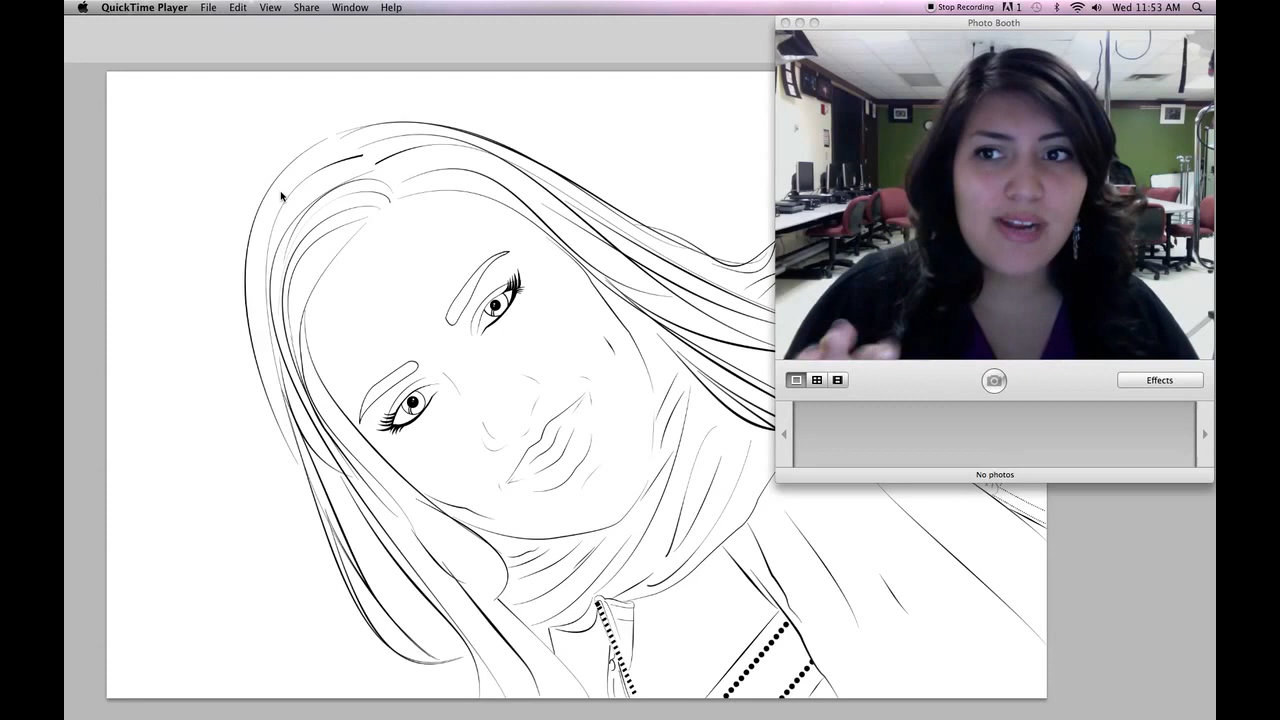 QuickTime Player File Edit View Share Window Help Stop Recording 1 Wed 11:53 AM
Photo Booth
Effects
No photos